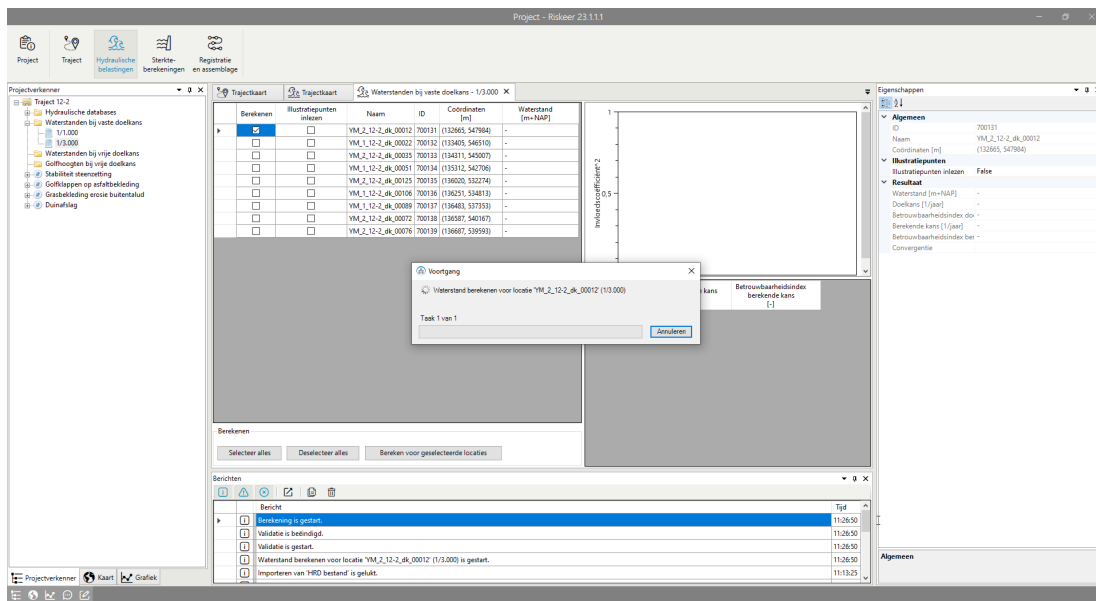 Project – Riskeer 23.1.1.1
Project
Traject
Hydraulische belastingen
Sterkte-berekeningen
Registratie en assemblage
Projectverkenner
Traject 12-2
Hydraulische databases
Waterstanden bij vaste doelkans
1/1.000
1/3.000
Waterstanden bij vrije doelkans
Golfhoogten bij vrije doelkans
Stabiliteit steenzetting
Golfklappen op asfaltbekleding
Grasbekleding erosie buitentalud
Duinafslag
Projectverkenner Kaart Grafiek
Trajectkaart Trajectkaart Waterstanden bij vaste doelkans - 1/3.000
Berekenen Illustratiepunten inlezen Naam ID Coördinaten [m] Waterstand [m+NAP]
YM_2_12-2_dk_00012 700131 (132665, 547984) -
YM_1_12-2_dk_00022 700132 (133405, 546510) -
YM_2_12-2_dk_00035 700133 (134311, 545007) -
YM_1_12-2_dk_00051 700134 (135312, 542706) -
YM_2_12-2_dk_00125 700135 (136020, 532274) -
YM_1_12-2_dk_00106 700136 (136251, 534813) -
YM_1_12-2_dk_00089 700137 (136483, 537353) -
YM_2_12-2_dk_00072 700138 (136587, 540167) -
YM_2_12-2_dk_00076 700139 (136687, 539593) -
1
0,5
Invloedscoëfficiënt^2
kans
Betrouwbaarheidsindex berekende kans [-]
Voortgang
Waterstand berekenen voor locatie 'YM_2_12-2_dk_00012' (1/3.000)
Taak 1 van 1
Annuleren
Berekenen
Selecteer alles
Deselecteer alles
Bereken voor geselecteerde locaties
Berichten
Bericht Tijd
Berekening is gestart. 11:26:50
Validatie is beëindigd. 11:26:50
Validatie is gestart. 11:26:50
Waterstand berekenen voor locatie 'YM_2_12-2_dk_00012' (1/3.000) is gestart. 11:26:50
Importeren van 'HRD bestand' is gelukt. 11:13:25
Eigenschappen
Algemeen
ID 700131
Naam YM_2_12-2_dk_00012
Coördinaten [m] (132665, 547984)
Illustratiepunten
Illustratiepunten inlezen False
Resultaat
Waterstand [m+NAP] -
Doelkans [1/jaar] -
Betrouwbaarheidsindex doe -
Berekende kans [1/jaar] -
Betrouwbaarheidsindex ber -
Convergentie
Algemeen